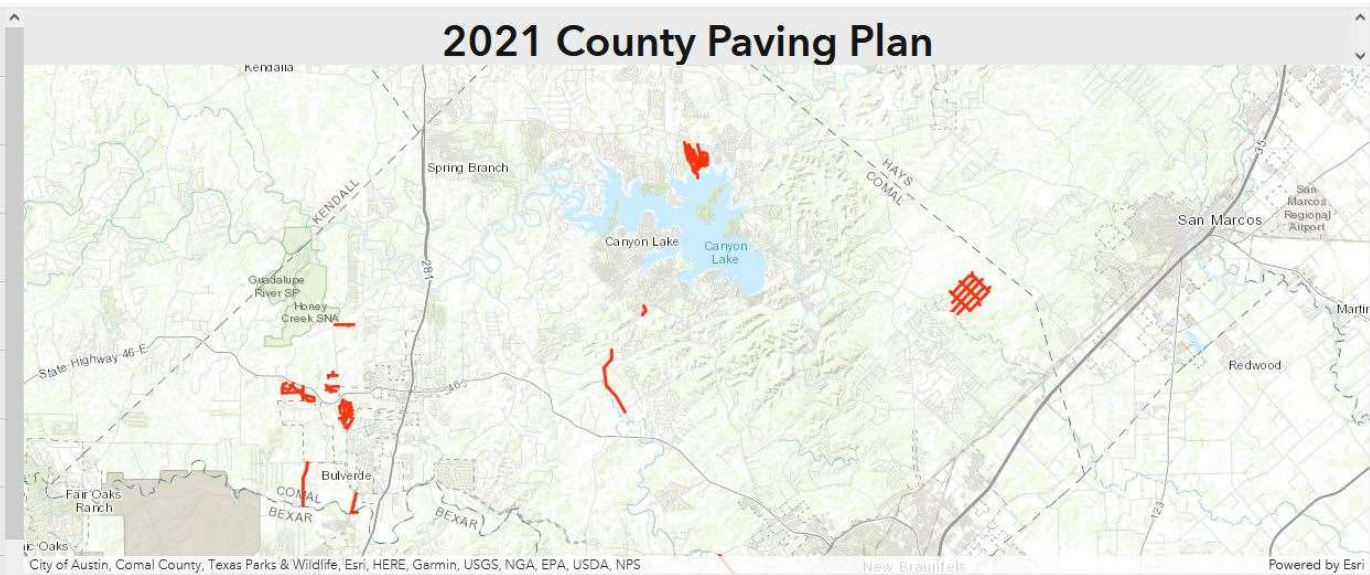 2021 County Paving Plan
Kendalia
Spring Branch
KENDALL
HAYS
COMAL
35
San
Marcos
Regional
Airport
San Marcos
Canyon Lake
Canyon
Lake
281
Guadalupe
River SP
Honey
Creek SNA
Martin
State Highway 46-E
46
Redwood
Bulverde
Fair Oaks
Ranch
COMAL
BEXAR
BEXAR
123
ic Oaks
New Braunfels
City of Austin, Comal County, Texas Parks & Wildlife, Esri, HERE, Garmin, USGS, NGA, EPA, USDA, NPS
Powered by Esri